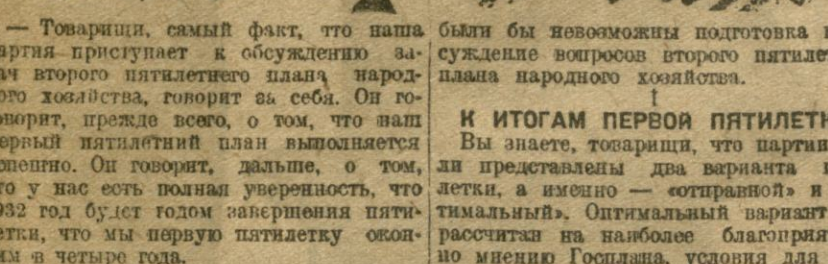 — Товарищи, самый факт, что наша
артия приступает к обсуждению за-
ач второго пятилетнего плана народ-
ого хозяйства, говорит за себя. Он го-
ворит, прежде всего, о том, что наш
ервый пятилетний план выполняется
спешно. Он говорит, дальше, о том,
то у нас есть полная уверенность, что
932 год будет годом завершения пяти-
етки, что мы первую пятилетку окон-
им в четыре года.
были бы невозможны подготовка
суждение вопросов второго пятиле
плана народного хозяйства.
К ИТОГАМ ПЕРВОЙ ПЯТИЛЕТК
Вы знаете, товарищи, что партии
ли представлены два варианта
летки, а именно — «отправной» и
тимальный». Оптимальный вариант
рассчитан на наиболее благоприя
по мнению Госплана, условия для